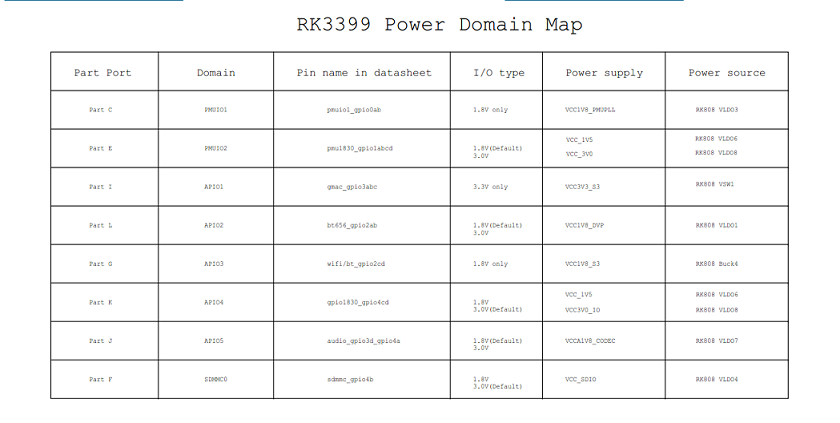 RK3399 Power Domain Map
Part Port Domain Pin name in datasheet I/O type Power supply Power source
Part C PMUIO1 pmuio1_gpio0ab 1.8V only VCC1V8_PMUPLL RK808 VLDO3
Part E PMUIO2 pmu1830_gpio1abcd 1.8V(Default) 3.0V VCC_1V5 VCC_3V0 RK808 VLDO6 RK808 VLDO8
Part I APIO1 gmac_gpio3abc 3.3V only VCC3V3_S3 RK808 VSW1
Part L APIO2 bt656_gpio2ab 1.8V(Default) 3.0V VCC1V8_DVP RK808 VLDO1
Part G APIO3 wifi/bt_gpio2cd 1.8V only VCC1V8_S3 RK808 Buck4
Part K APIO4 gpio1830_gpio4cd 1.8V 3.0V(Default) VCC_1V5 VCC3V0_IO RK808 VLDO6 RK808 VLDO8
Part J APIO5 audio_gpio3d_gpio4a 1.8V(Default) 3.0V VCCA1V8_CODEC RK808 VLDO7
Part F SDMMC0 sdmmc_gpio4b 1.8V 3.0V(Default) VCC_SDIO RK808 VLDO4